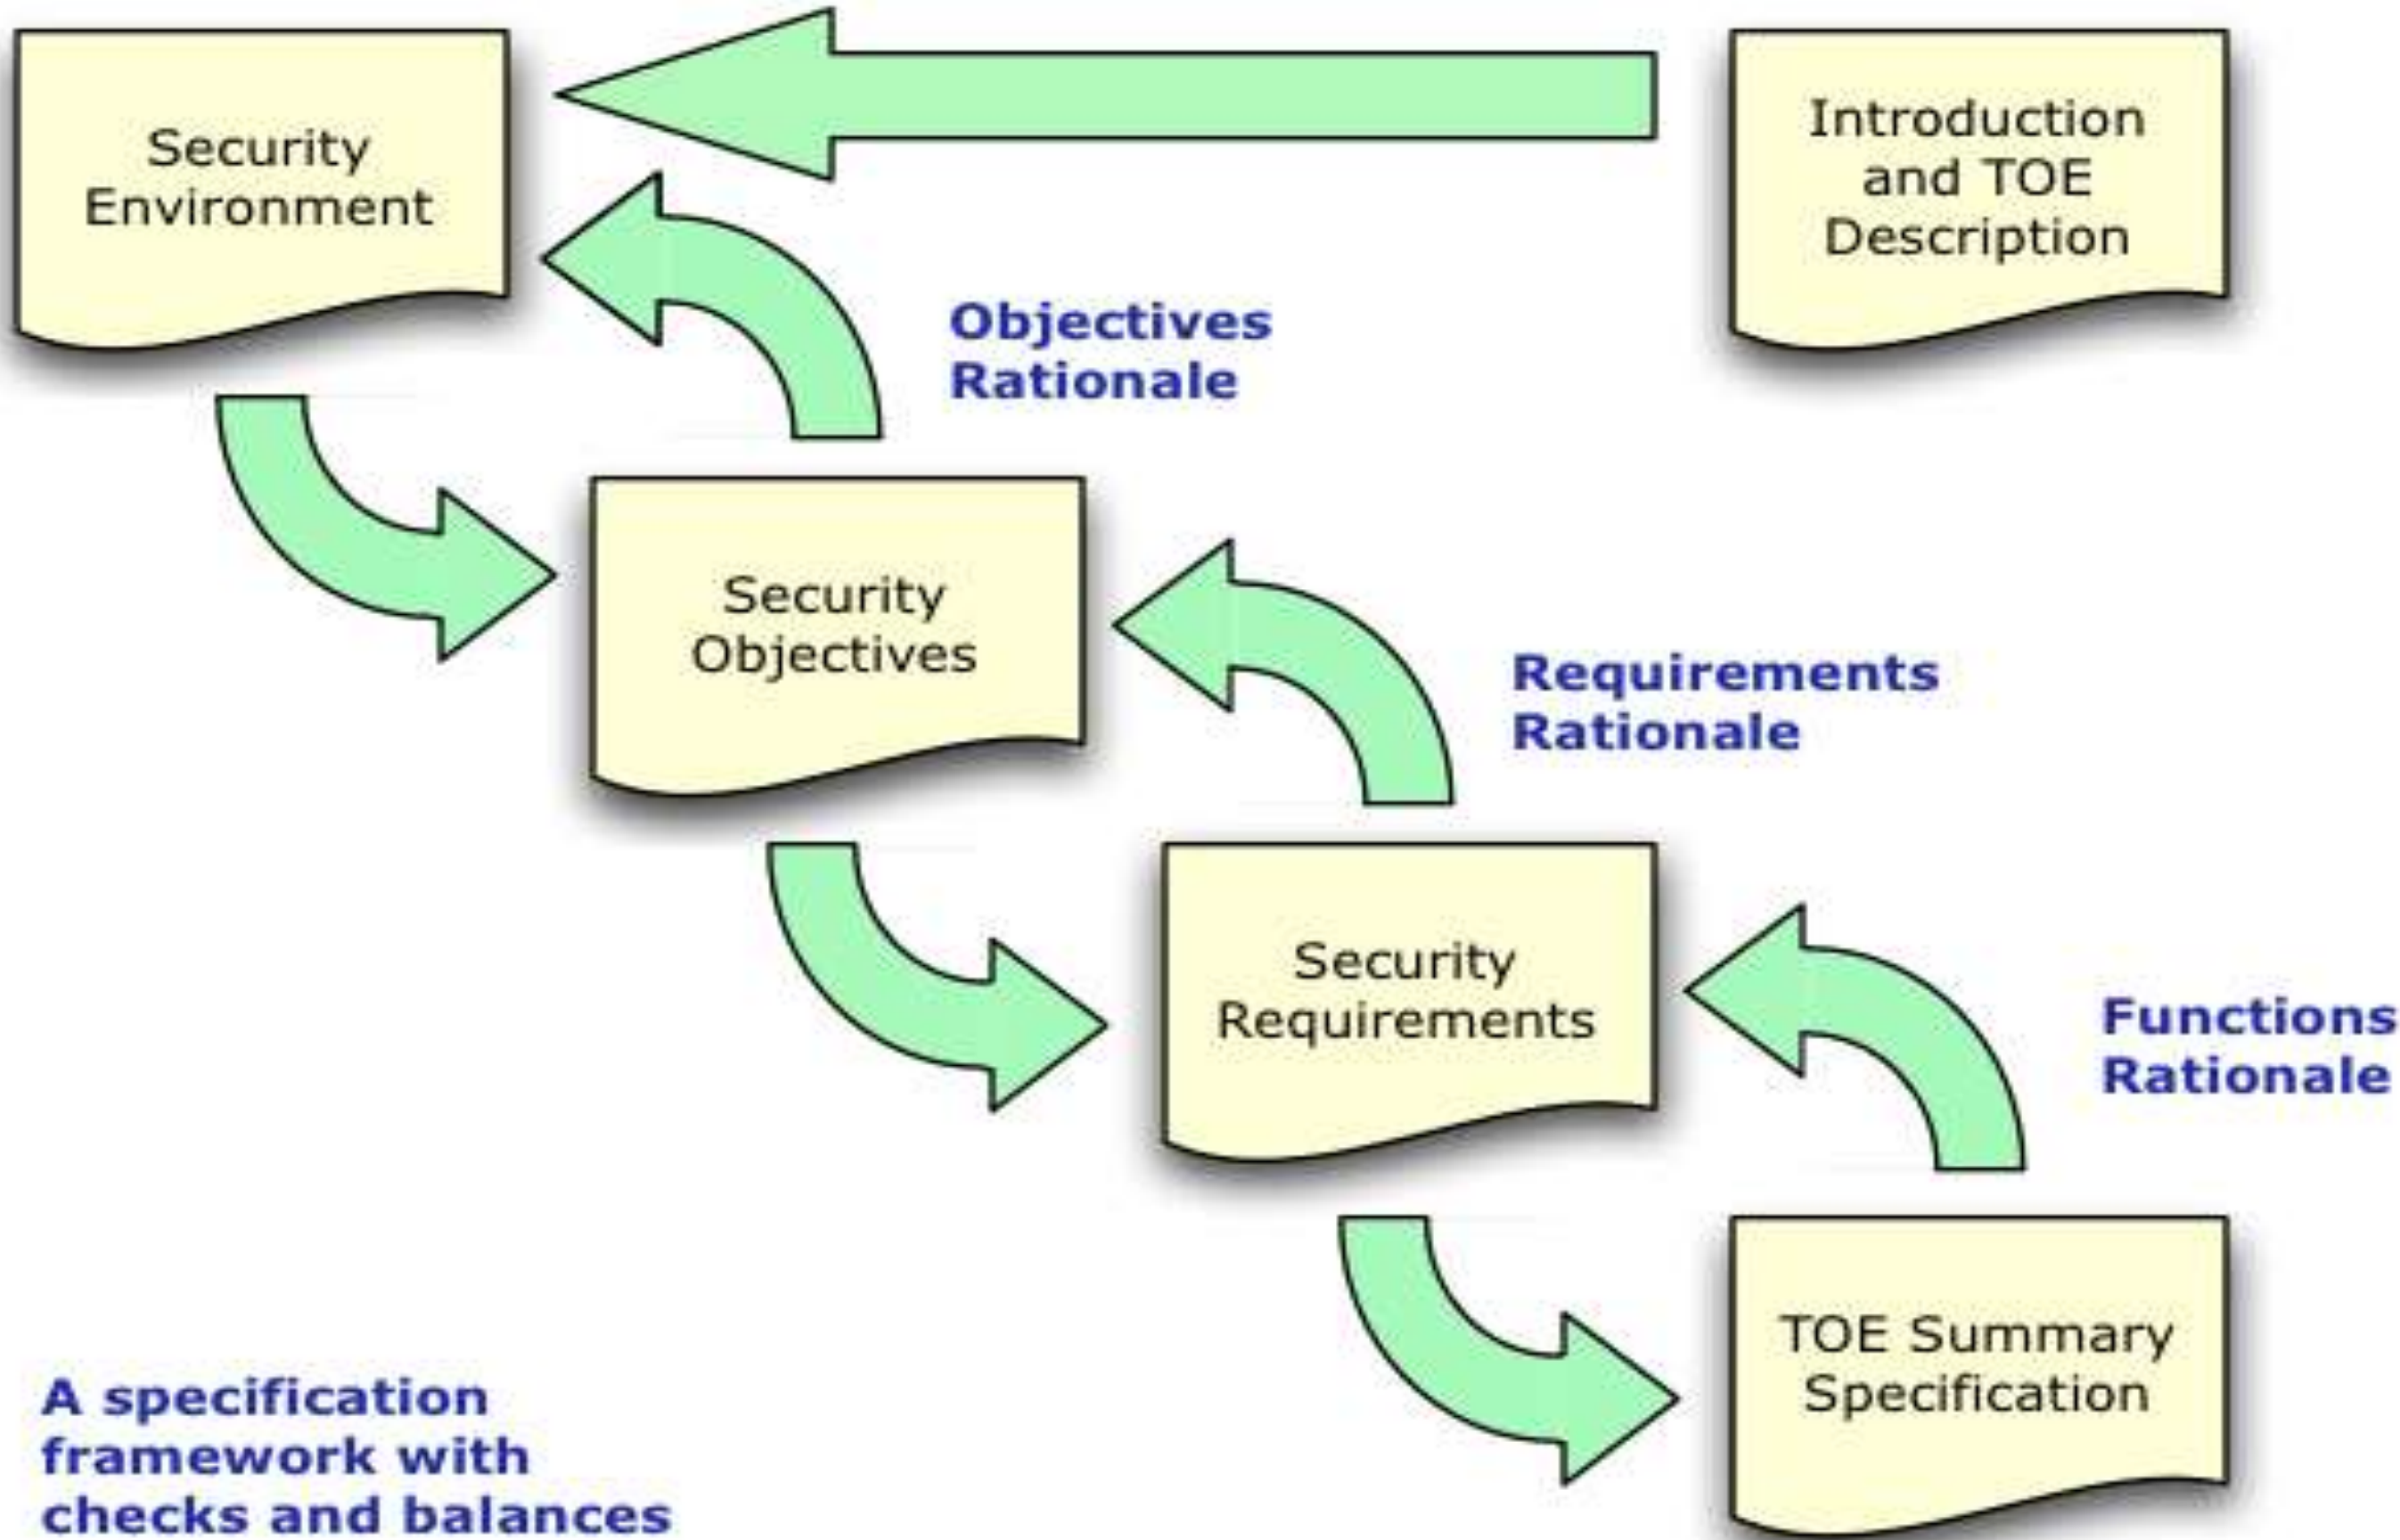 Security
Environment
Introduction
and TOE
Description
Objectives
Rationale
Security
Objectives
Requirements
Rationale
Security
Requirements
Functions
Rationale
TOE Summary
Specification
A specification
framework with
checks and balances